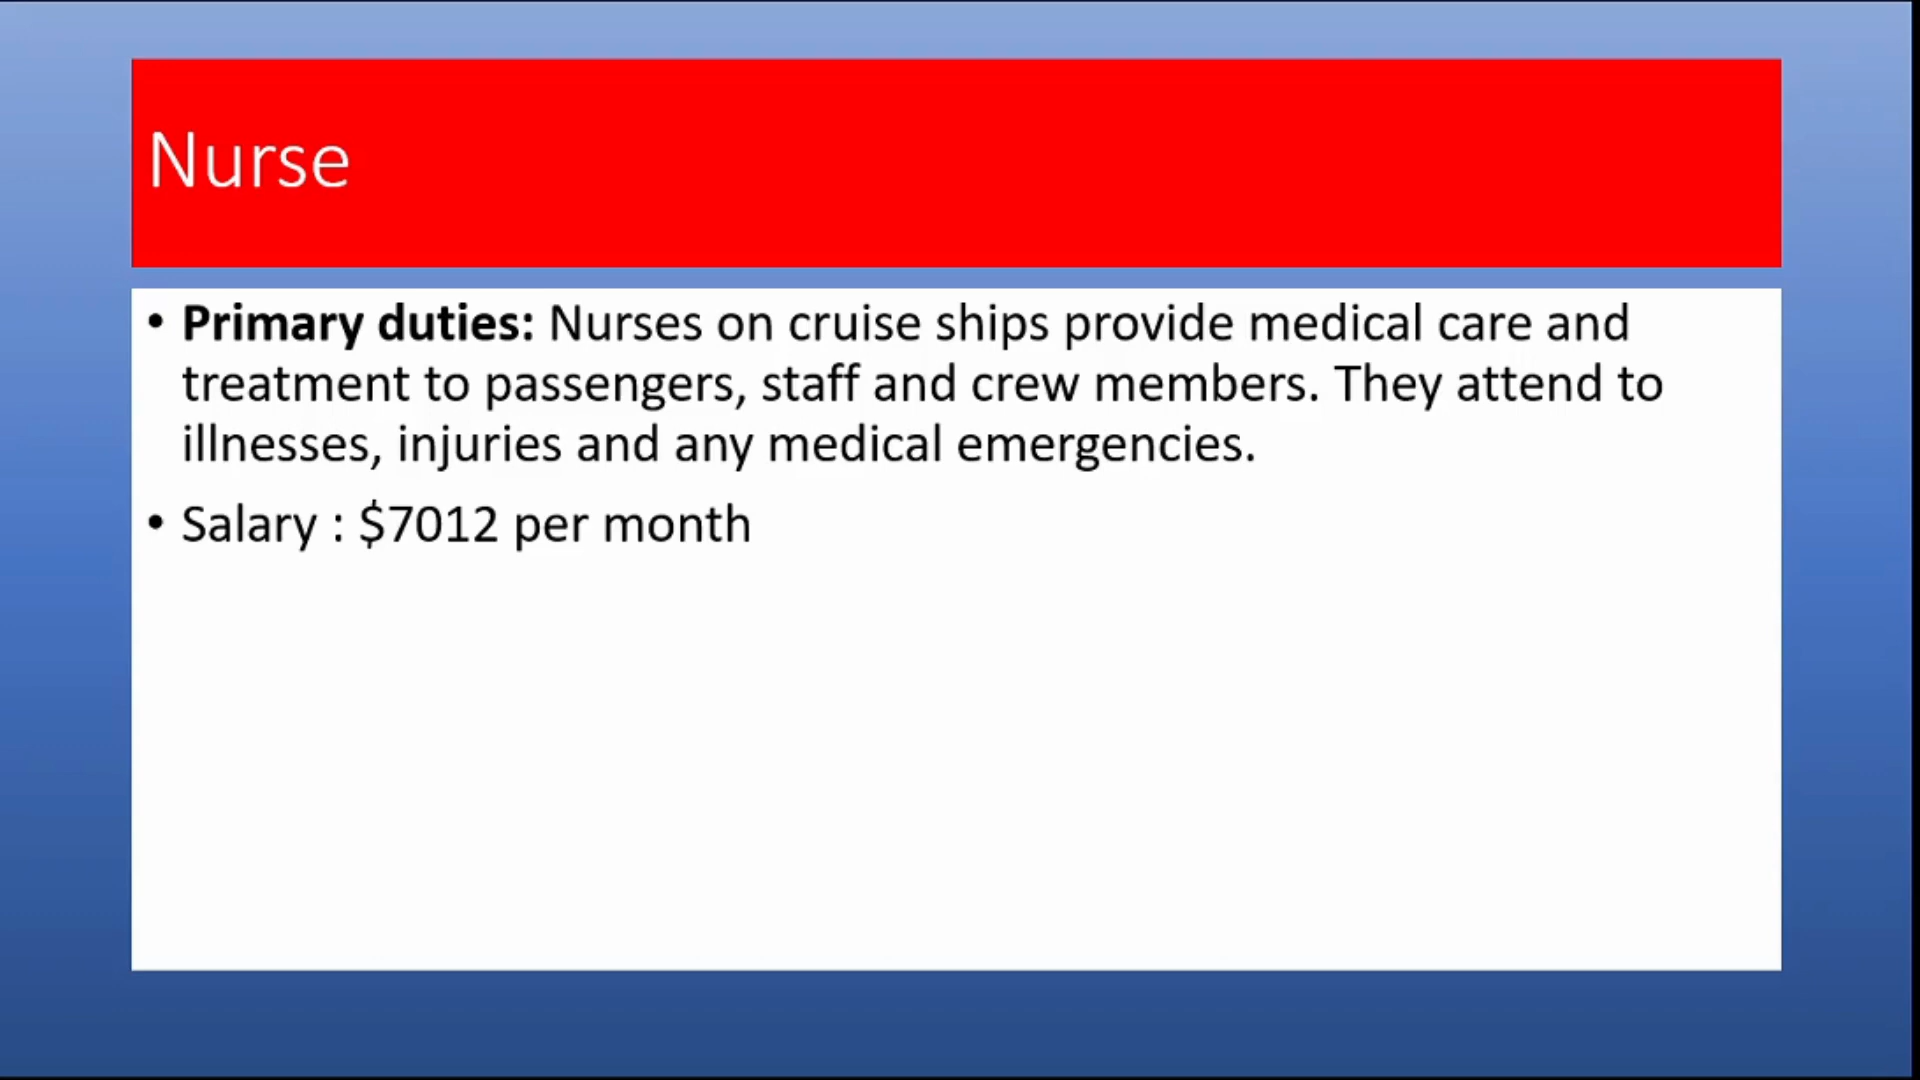 Nurse
• Primary duties: Nurses on cruise ships provide medical care and
treatment to passengers, staff and crew members. They attend to
illnesses, injuries and any medical emergencies.
• Salary : $7012 per month